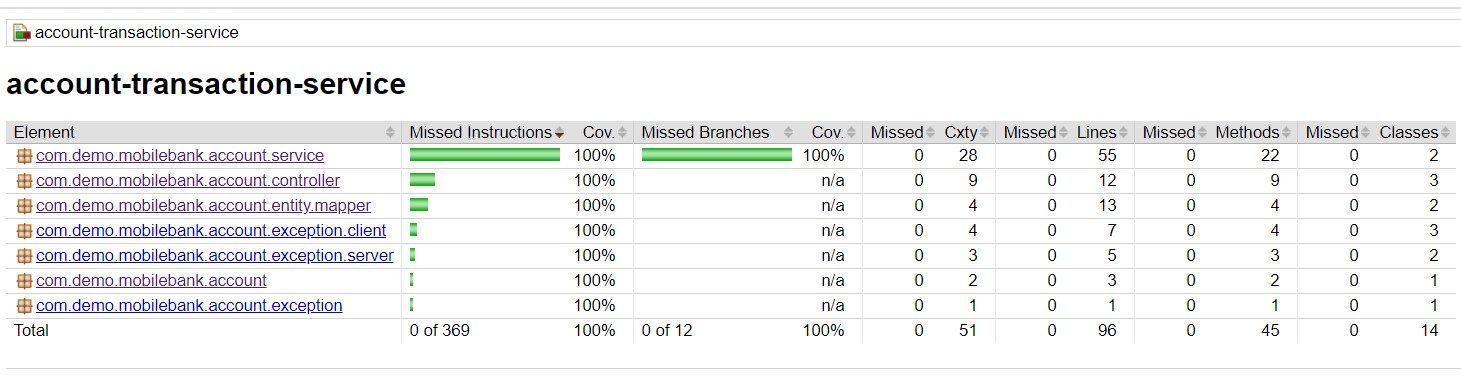 account-transaction-service
account-transaction-service
Element Missed Instructions Cov. Missed Branches Cov. Missed Cxty Missed Lines Missed Methods Missed Classes
com.demo.mobilebank.account.service 100% 100% 0 28 0 55 0 22 0 2
com.demo.mobilebank.account.controller 100% n/a 0 9 0 12 0 9 0 3
com.demo.mobilebank.account.entity.mapper 100% n/a 0 4 0 13 0 4 0 2
com.demo.mobilebank.account.exception.client 100% n/a 0 4 0 7 0 4 0 3
com.demo.mobilebank.account.exception.server 100% n/a 0 3 0 5 0 3 0 2
com.demo.mobilebank.account 100% n/a 0 2 0 3 0 2 0 1
com.demo.mobilebank.account.exception 100% n/a 0 1 0 1 0 1 0 1
Total 0 of 369 100% 0 of 12 100% 0 51 0 96 0 45 0 14